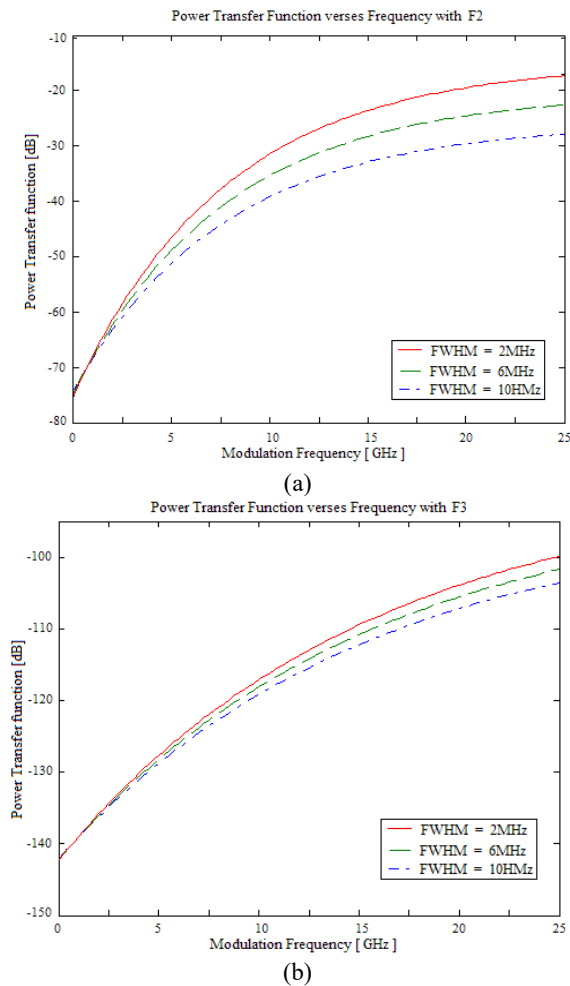 Power Transfer Function verses Frequency with F2
Power Transfer function [dB]
-10
-20
-30
-40
-50
-60
-70
-80
FWHM = 2MHz
FWHM = 6MHz
FWHM = 10HMz
0 5 10 15 20 25
Modulation Frequency [ GHz ]
(a)
Power Transfer Function verses Frequency with F3
Power Transfer function [dB]
-100
-110
-120
-130
-140
-150
FWHM = 2MHz
FWHM = 6MHz
FWHM = 10HMz
0 5 10 15 20 25
Modulation Frequency [ GHz ]
(b)